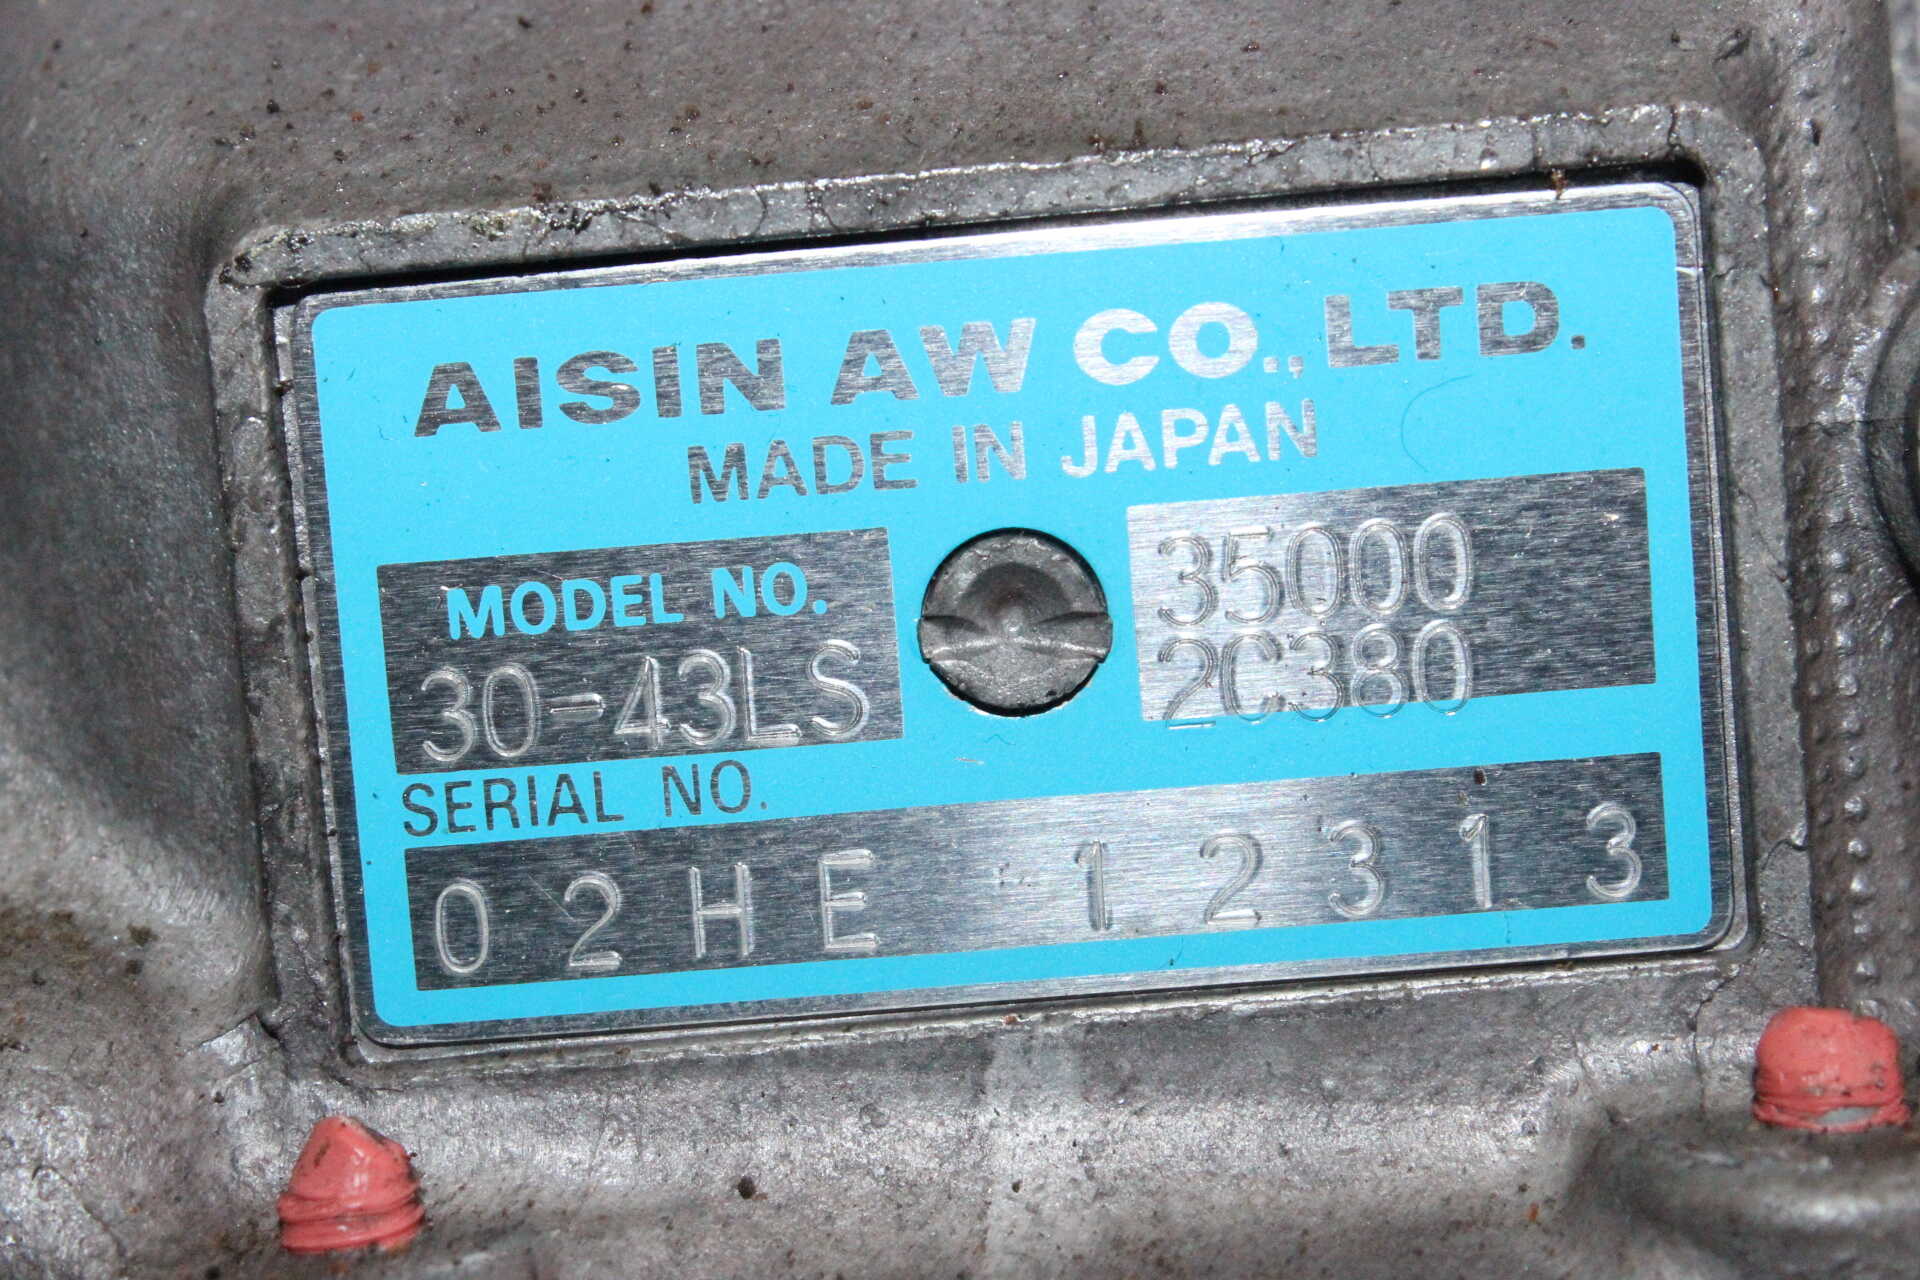 AISIN AW CO., LTD.
MADE IN JAPAN
MODEL NO.
30-43LS
35000
2C380
SERIAL NO.
02HE 12313